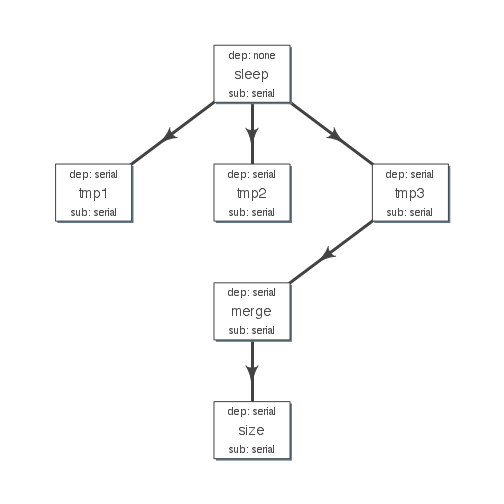 dep: none
sleep
sub: serial
dep: serial
tmp1
sub: serial
dep: serial
tmp2
sub: serial
dep: serial
tmp3
sub: serial
dep: serial
merge
sub: serial
dep: serial
size
sub: serial